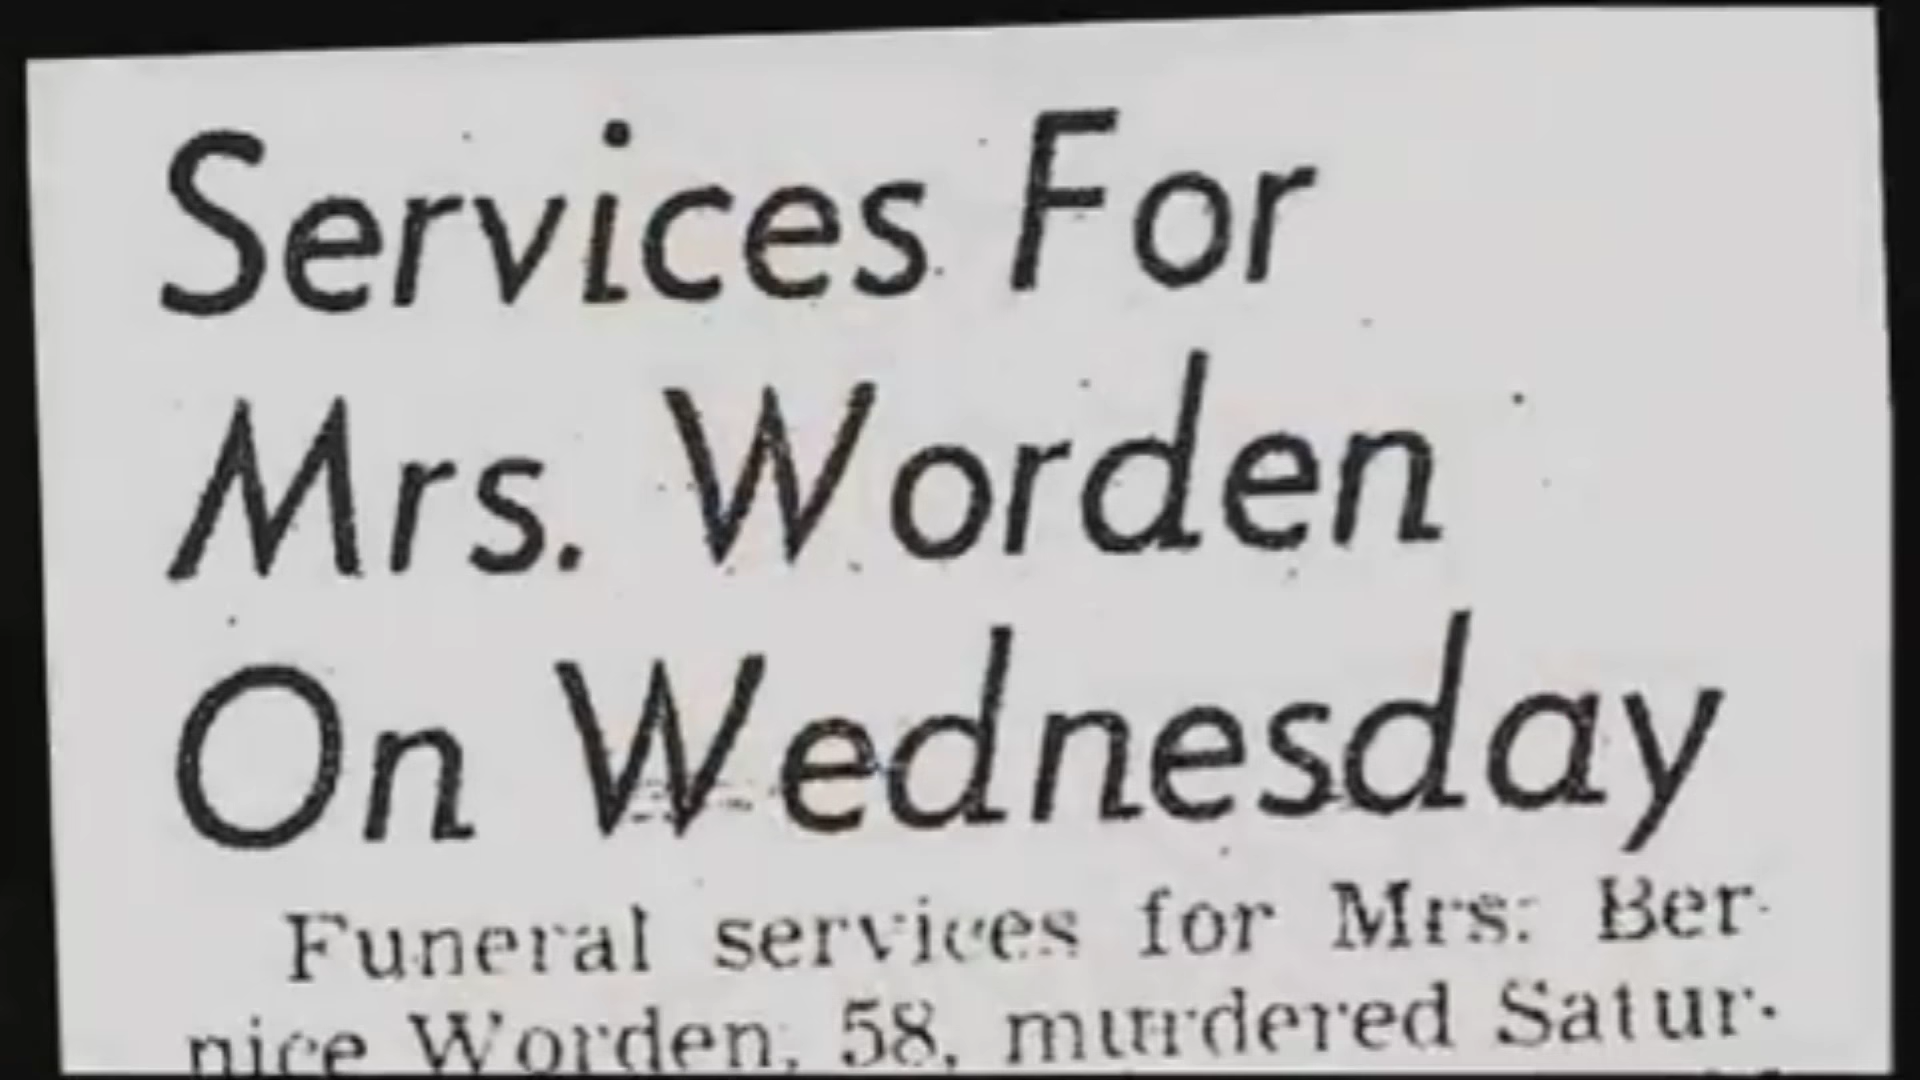 Services For
Mrs. Worden
On Wednesday
Funeral services for Mrs. Ber-
nice Worden, 58, murdered Satur-